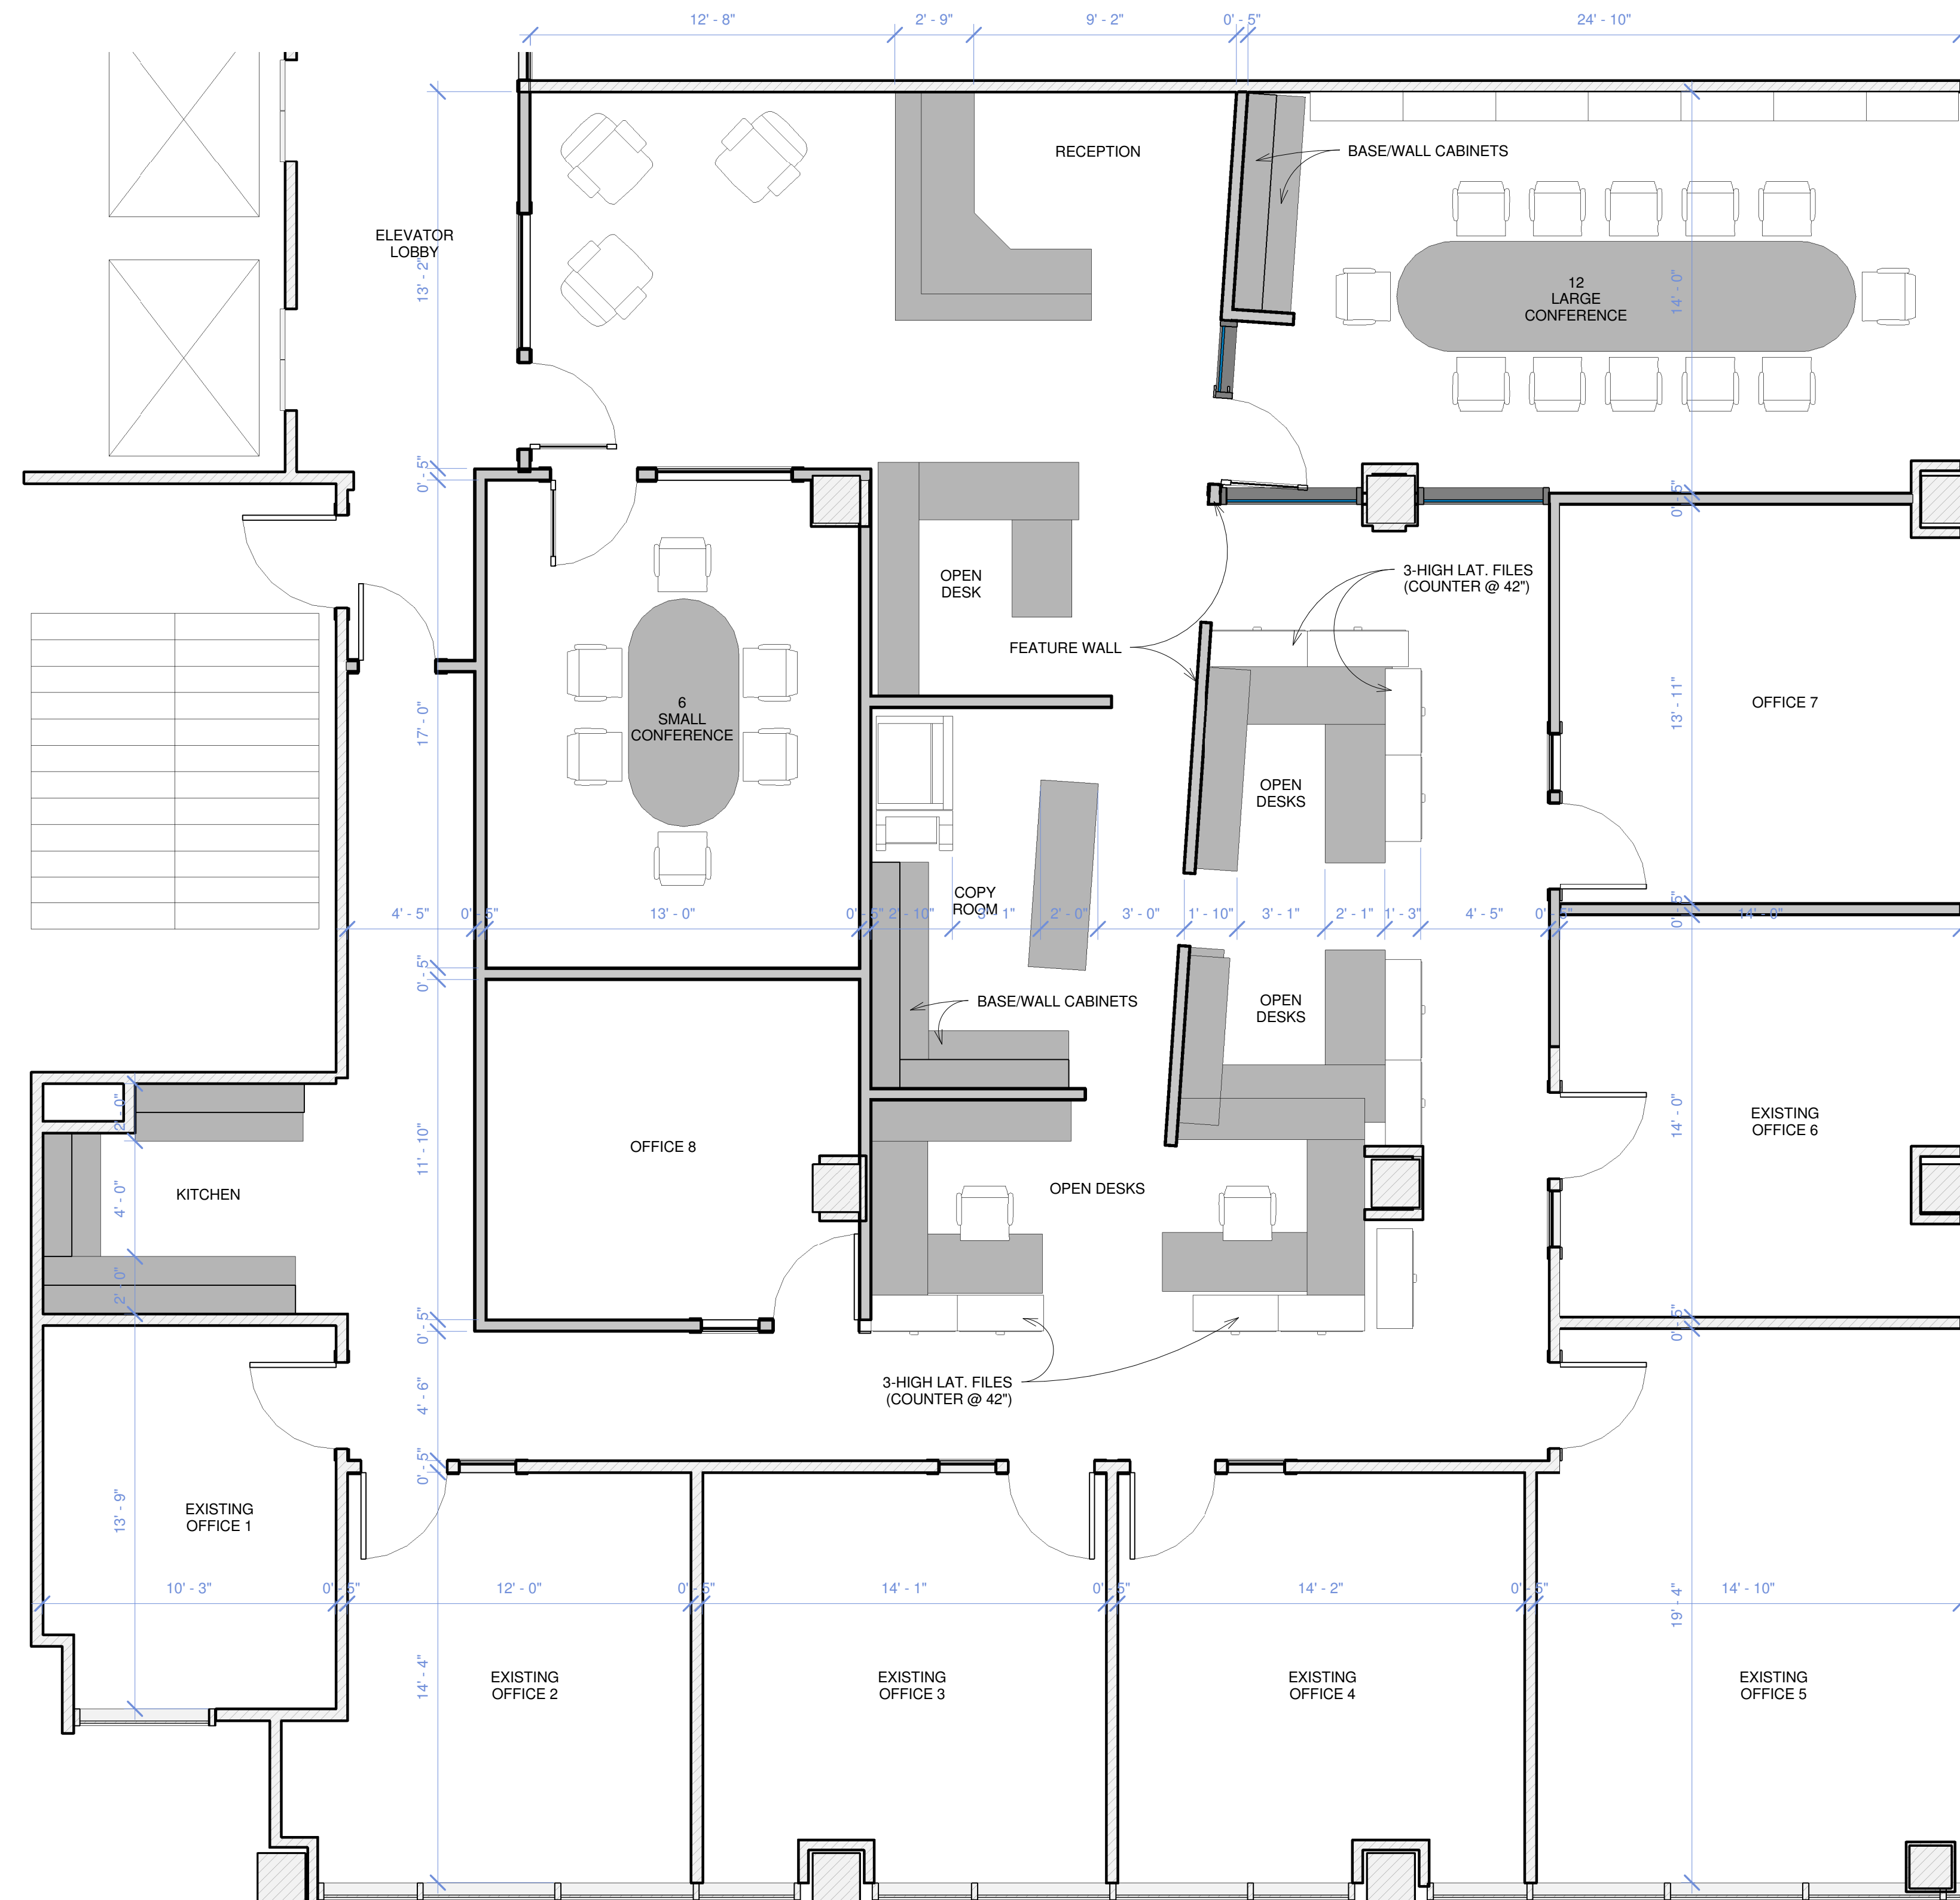 12' - 8"
2' - 9"
9' - 2"
0' - 5"
24' - 10"
RECEPTION
BASE/WALL CABINETS
ELEVATOR
LOBBY
13' - 2"
12
LARGE
CONFERENCE
14' - 0"
0' - 5"
0' - 5"
OPEN
DESK
3-HIGH LAT. FILES
(COUNTER @ 42")
FEATURE WALL
17' - 0"
6
SMALL
CONFERENCE
13' - 11"
OFFICE 7
OPEN
DESKS
COPY
ROOM
4' - 5"
0' - 5"
13' - 0"
0' - 5"
2' - 10"
2' - 0"
3' - 0"
1' - 10"
3' - 1"
2' - 1"
1' - 3"
4' - 5"
0' - 5"
14' - 0"
0' - 5"
0' - 5"
BASE/WALL CABINETS
OPEN
DESKS
2' - 0"
14' - 0"
EXISTING
OFFICE 6
11' - 10"
OFFICE 8
KITCHEN
4' - 0"
OPEN DESKS
2' - 0"
0' - 5"
0' - 5"
3-HIGH LAT. FILES
(COUNTER @ 42")
4' - 6"
0' - 5"
13' - 9"
EXISTING
OFFICE 1
10' - 3"
0' - 5"
12' - 0"
0' - 5"
14' - 1"
0' - 5"
14' - 2"
0' - 5"
14' - 10"
19' - 4"
14' - 4"
EXISTING
OFFICE 2
EXISTING
OFFICE 3
EXISTING
OFFICE 4
EXISTING
OFFICE 5